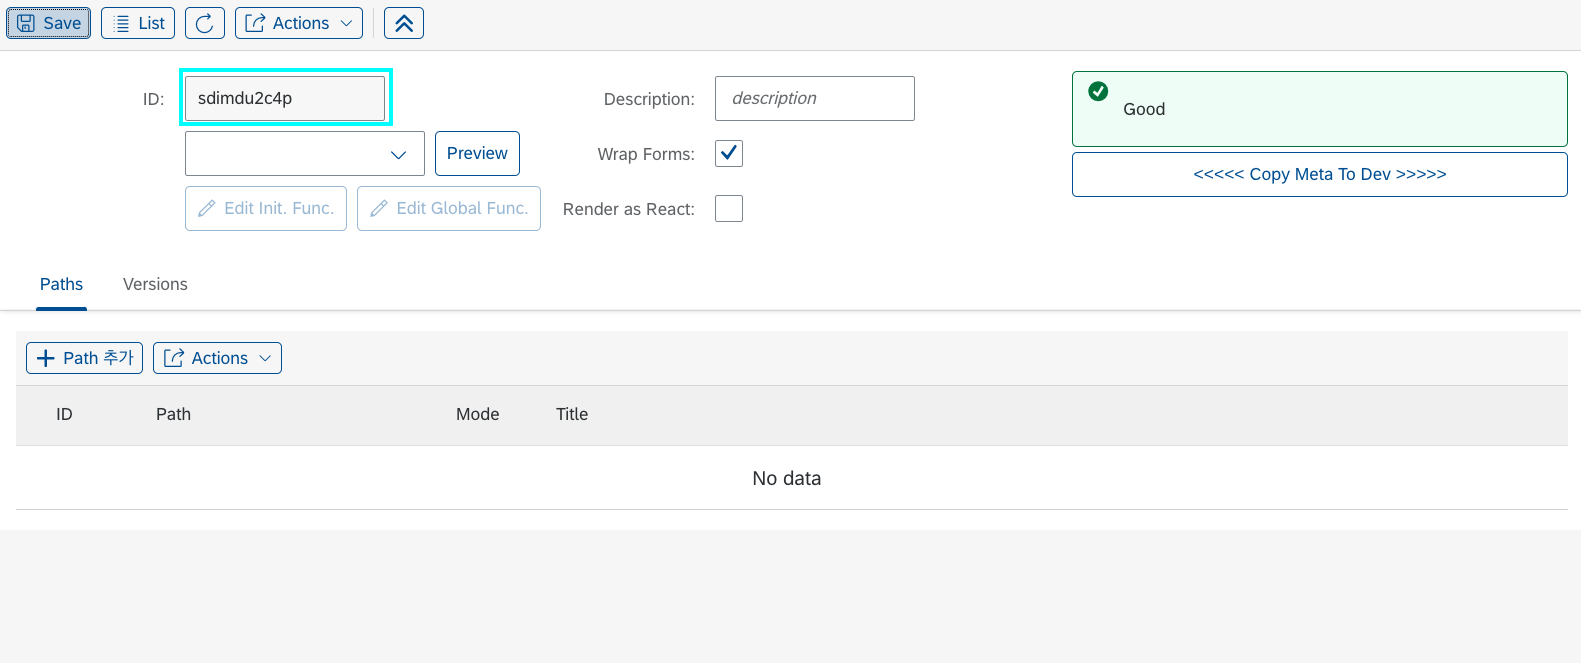 Save List Actions
ID: sdimdu2c4p Description: description
Good
Preview Wrap Forms:
<<<<< Copy Meta To Dev >>>>>
Edit Init. Func. Edit Global Func. Render as React:
Paths Versions
Path 추가 Actions
ID Path Mode Title
No data